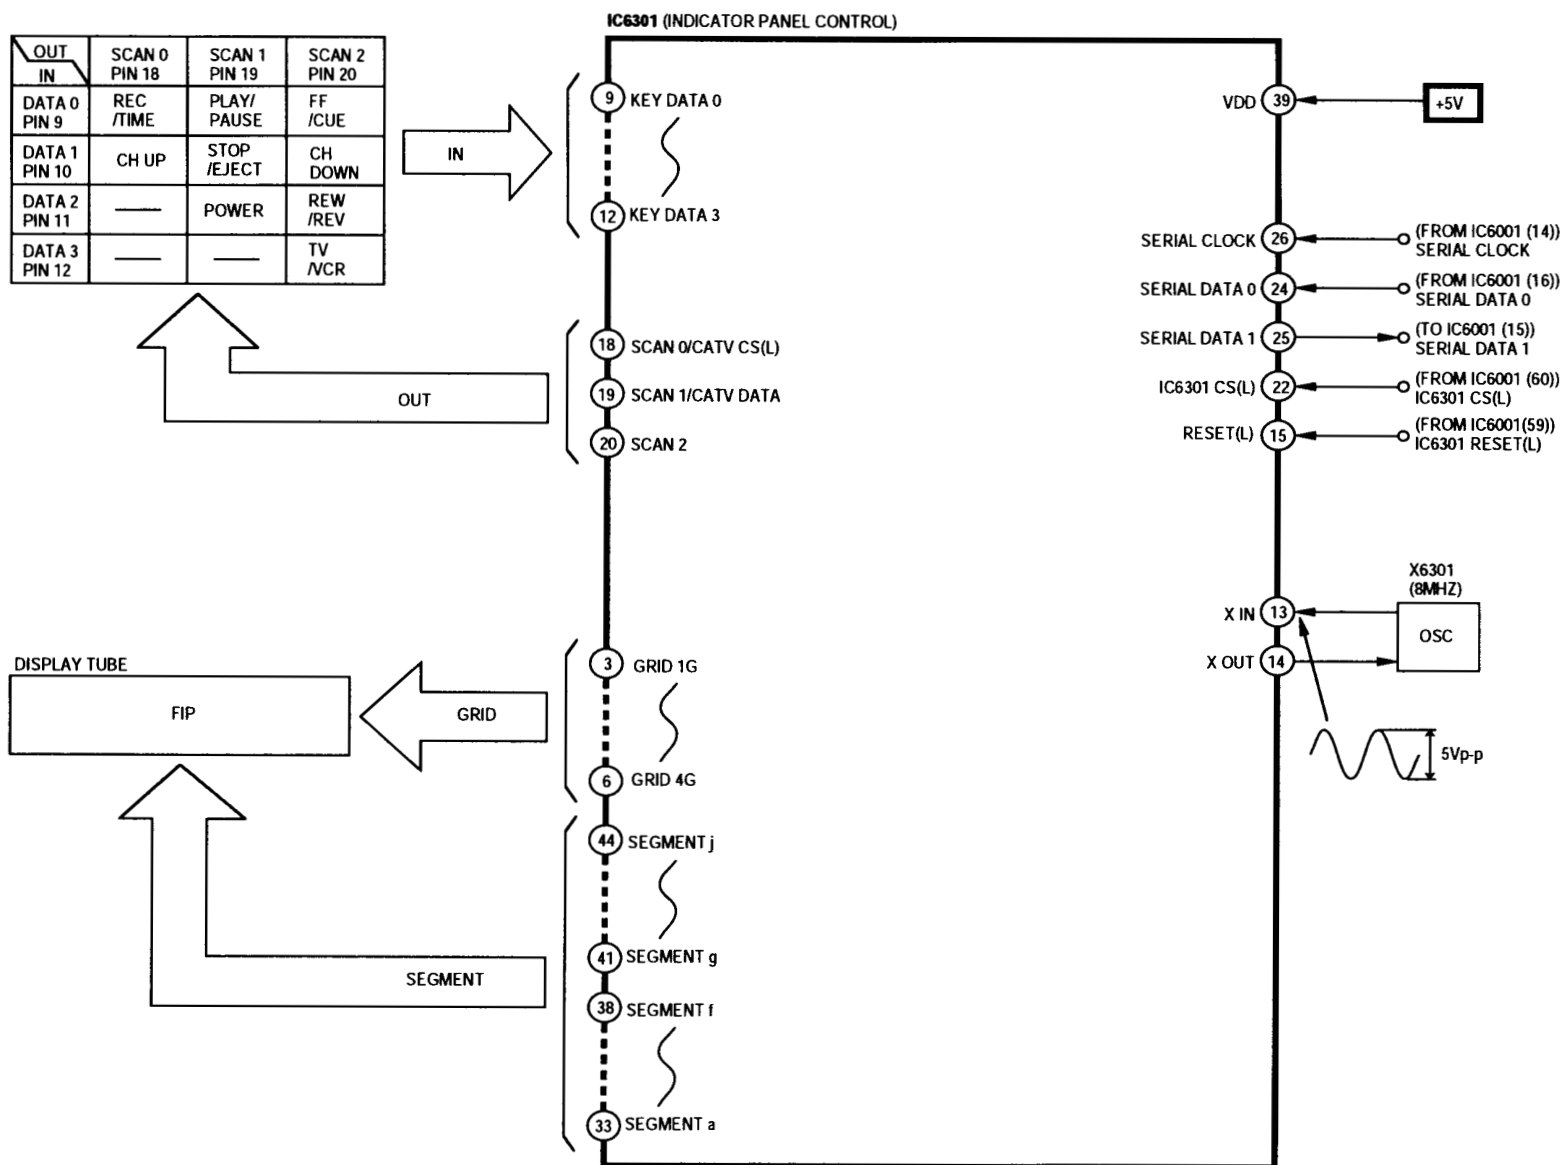 IC6301 (INDICATOR PANEL CONTROL)
OUT
IN
SCAN 0
PIN 18
SCAN 1
PIN 19
SCAN 2
PIN 20
DATA 0
PIN 9
REC
/TIME
PLAY/
PAUSE
FF
/CUE
DATA 1
PIN 10
CH UP
STOP
/EJECT
CH
DOWN
DATA 2
PIN 11
POWER
REW
/REV
DATA 3
PIN 12
TV
/VCR
IN
9 KEY DATA 0
12 KEY DATA 3
OUT
18 SCAN 0/CATV CS(L)
19 SCAN 1/CATV DATA
20 SCAN 2
DISPLAY TUBE
FIP
GRID
3 GRID 1G
6 GRID 4G
SEGMENT
44 SEGMENT j
41 SEGMENT g
38 SEGMENT f
33 SEGMENT a
VDD 39
+5V
SERIAL CLOCK 26
(FROM IC6001 (14))
SERIAL CLOCK
SERIAL DATA 0 24
(FROM IC6001 (16))
SERIAL DATA 0
SERIAL DATA 1 25
(TO IC6001 (15))
SERIAL DATA 1
IC6301 CS(L) 22
(FROM IC6001 (60))
IC6301 CS(L)
RESET(L) 15
(FROM IC6001(59))
IC6301 RESET(L)
X6301
(8MHZ)
X IN 13
OSC
X OUT 14
5Vp-p